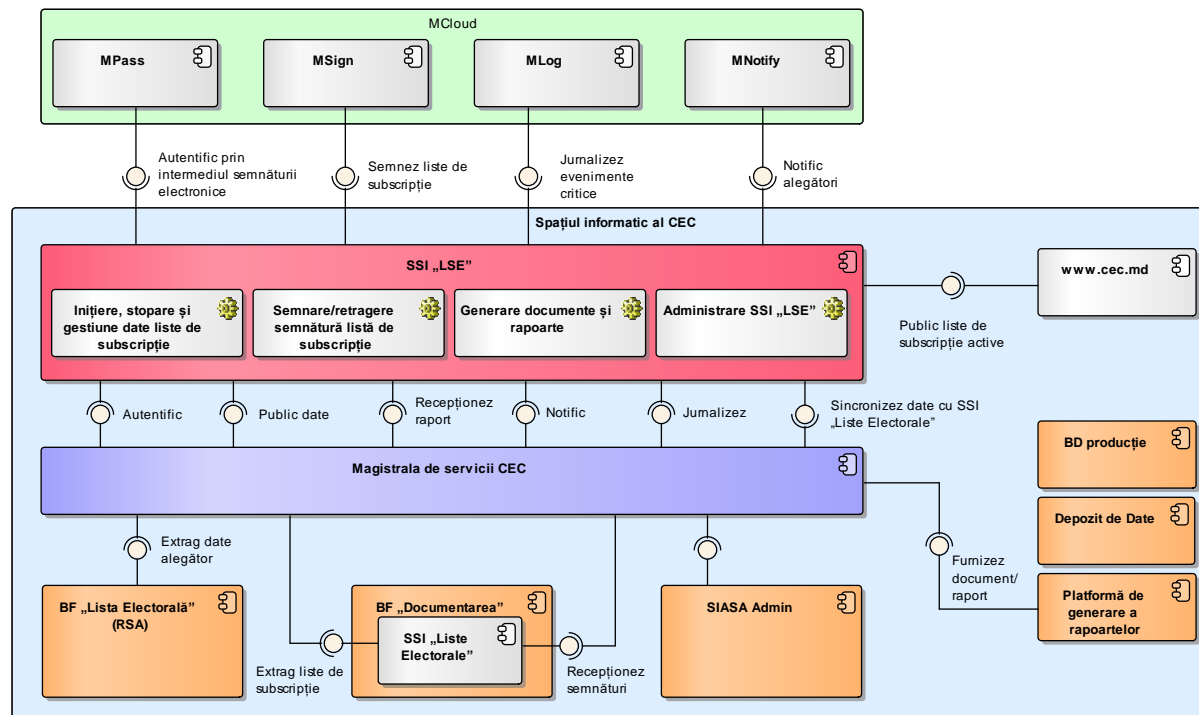 MCloud
MPass
MSign
MLog
MNotify
Autentific prin
intermediul semnăturii
electronice
Semnez liste de
subscripție
Jurnalizez
evenimente
critice
Notific
alegători
Spațiul informatic al CEC
SSI „LSE”
www.cec.md
Inițiere, stopare și
gestiune date liste de
subscripție
Semnare/retragere
semnătură listă de
subscripție
Generare documente și
rapoarte
Administrare SSI „LSE”
Public liste de
subscripție active
Autentific
Public date
Recepționez
raport
Notific
Jurnalizez
Sincronizez date cu SSI
„Liste Electorale”
Magistrala de servicii CEC
BD producție
Depozit de Date
Platformă de
generare a
rapoartelor
Extrag date
alegător
Furnizez
document/
raport
BF „Lista Electorală”
(RSA)
BF „Documentarea”
SSI „Liste
Electorale”
SIASA Admin
Extrag liste de
subscripție
Recepționez
semnături